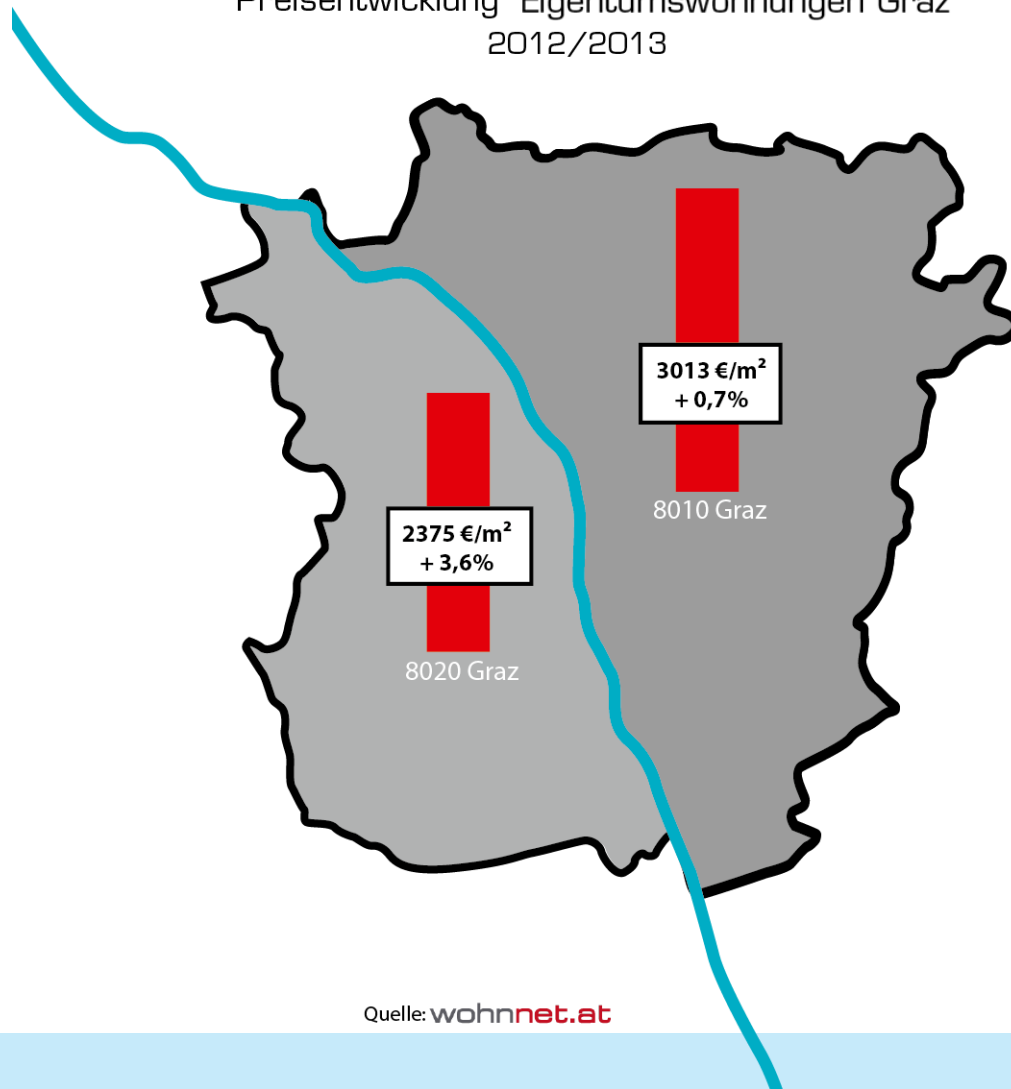 Preisentwicklung Eigentumswohnungen Graz
2012/2013
3013 €/m²
+ 0,7%
8010 Graz
2375 €/m²
+ 3,6%
8020 Graz
Quelle: wohnnet.at